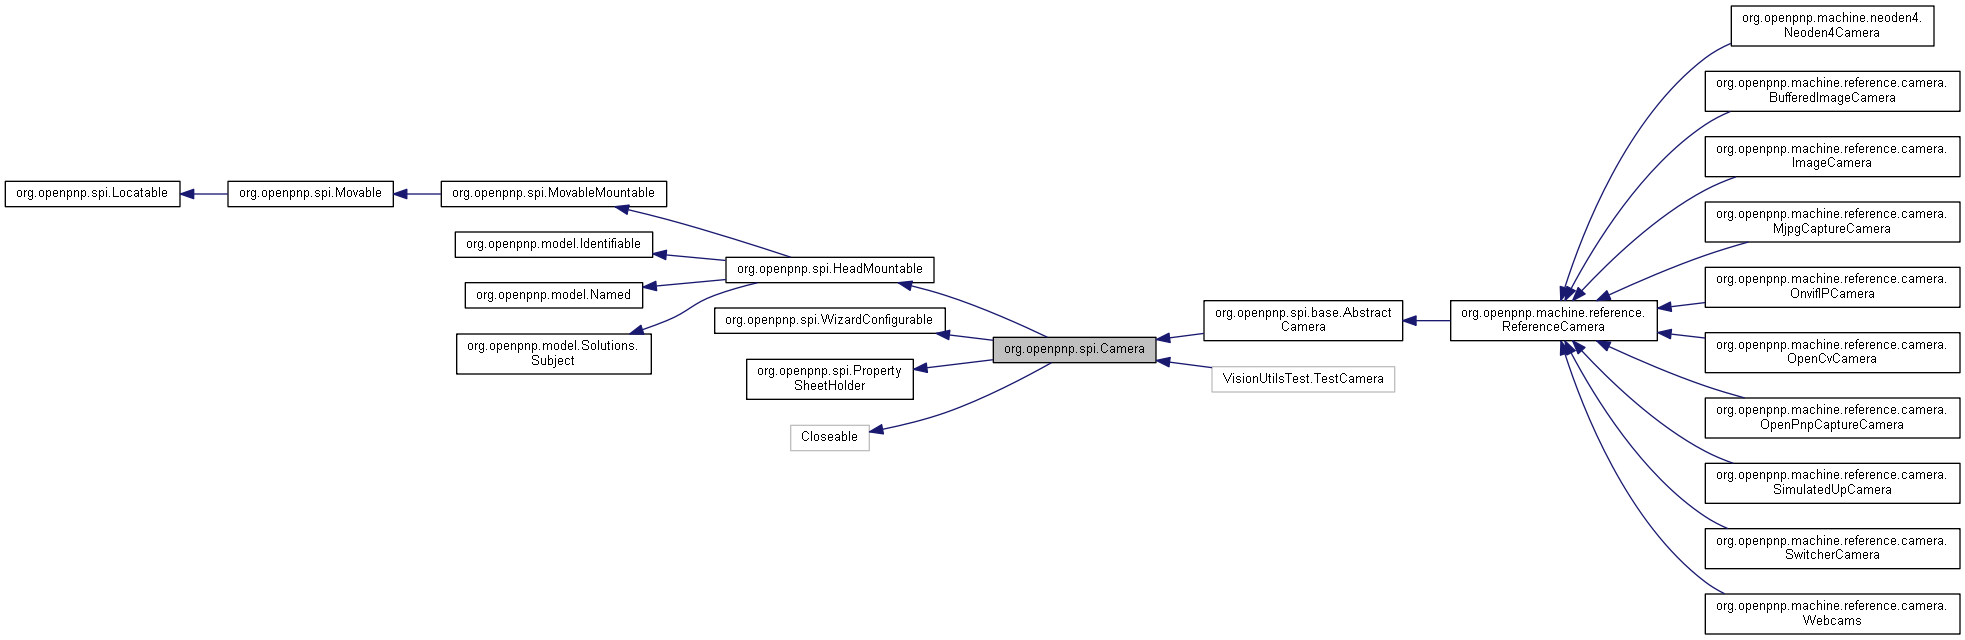 org.openpnp.spi.Locatable
org.openpnp.spi.Movable
org.openpnp.spi.MovableMountable
org.openpnp.model.Identifiable
org.openpnp.model.Named
org.openpnp.model.Solutions.
Subject
org.openpnp.spi.HeadMountable
org.openpnp.spi.WizardConfigurable
org.openpnp.spi.Property
SheetHolder
Closeable
org.openpnp.spi.Camera
org.openpnp.spi.base.Abstract
Camera
VisionUtilsTest.TestCamera
org.openpnp.machine.reference.
ReferenceCamera
org.openpnp.machine.neoden4.
Neoden4Camera
org.openpnp.machine.reference.camera.
BufferedImageCamera
org.openpnp.machine.reference.camera.
ImageCamera
org.openpnp.machine.reference.camera.
MjpgCaptureCamera
org.openpnp.machine.reference.camera.
OnvifIPCamera
org.openpnp.machine.reference.camera.
OpenCvCamera
org.openpnp.machine.reference.camera.
OpenPnpCaptureCamera
org.openpnp.machine.reference.camera.
SimulatedUpCamera
org.openpnp.machine.reference.camera.
SwitcherCamera
org.openpnp.machine.reference.camera.
Webcams